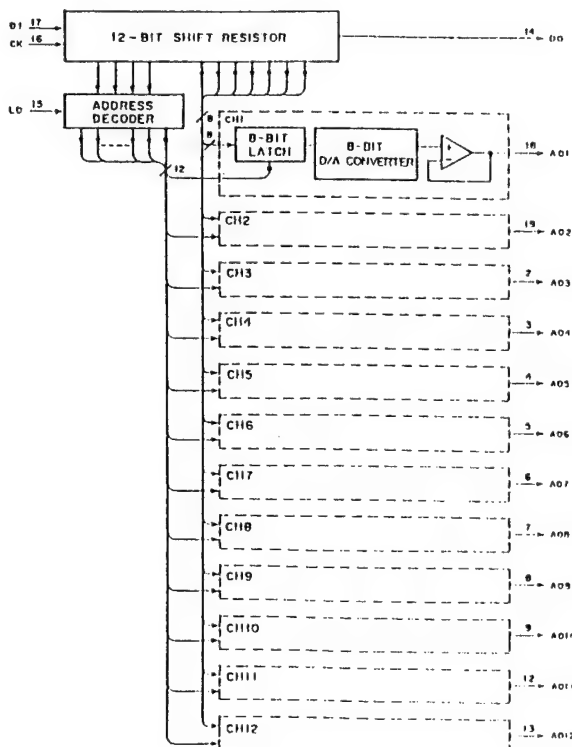 DI 17
CK 16
12-BIT SHIFT RESISTOR
14 DO
LD 15
ADDRESS DECODER
12
8
8
CH1
8-BIT LATCH
8-BIT D/A CONVERTER
+
-
18 AO1
CH2
19 AO2
CH3
2 AO3
CH4
3 AO4
CH5
4 AO5
CH6
5 AO6
CH7
6 AO7
CH8
7 AO8
CH9
8 AO9
CH10
9
CH11
12
CH12
13 AO12